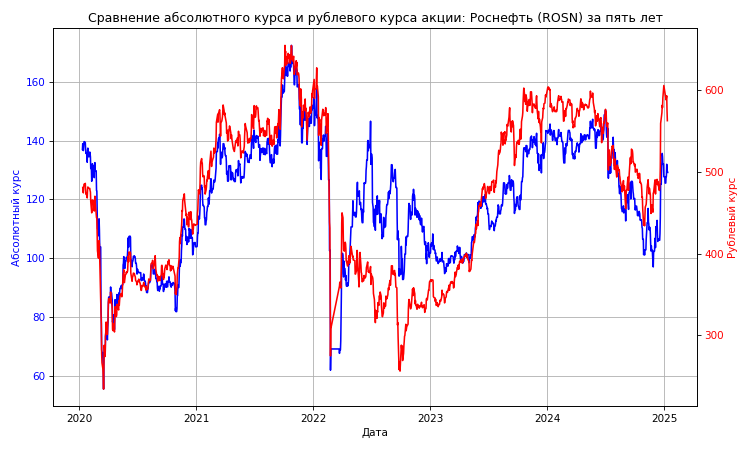 Сравнение абсолютного курса и рублевого курса акции: Роснефть (ROSN) за пять лет
Абсолютный курс
160
140
120
100
80
60
600
500
400
300
Рублевый курс
2020 2021 2022 2023 2024 2025
Дата